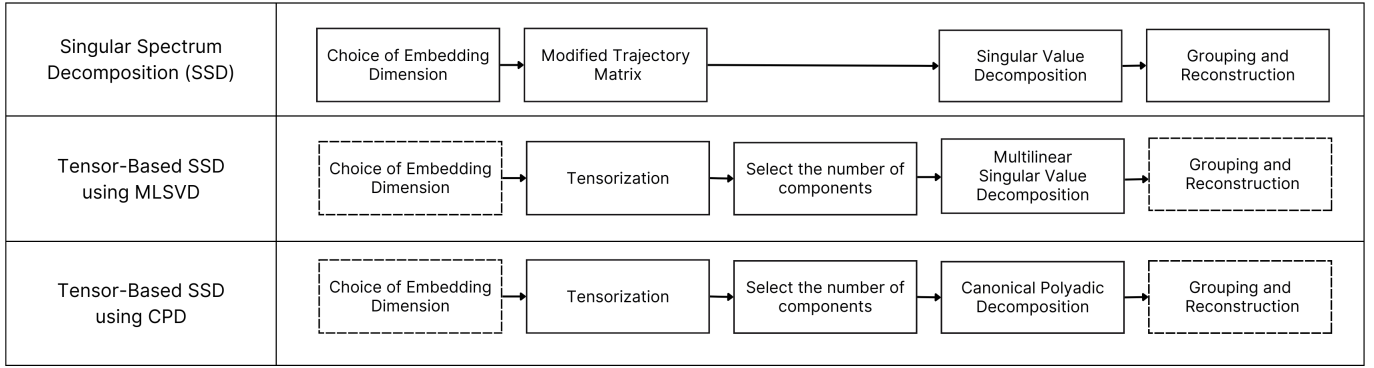 Singular Spectrum
Decomposition (SSD)
Choice of Embedding
Dimension
Modified Trajectory
Matrix
Singular Value
Decomposition
Grouping and
Reconstruction
Tensor-Based SSD
using MLSVD
Choice of Embedding
Dimension
Tensorization
Select the number of
components
Multilinear
Singular Value
Decomposition
Grouping and
Reconstruction
Tensor-Based SSD
using CPD
Choice of Embedding
Dimension
Tensorization
Select the number of
components
Canonical Polyadic
Decomposition
Grouping and
Reconstruction